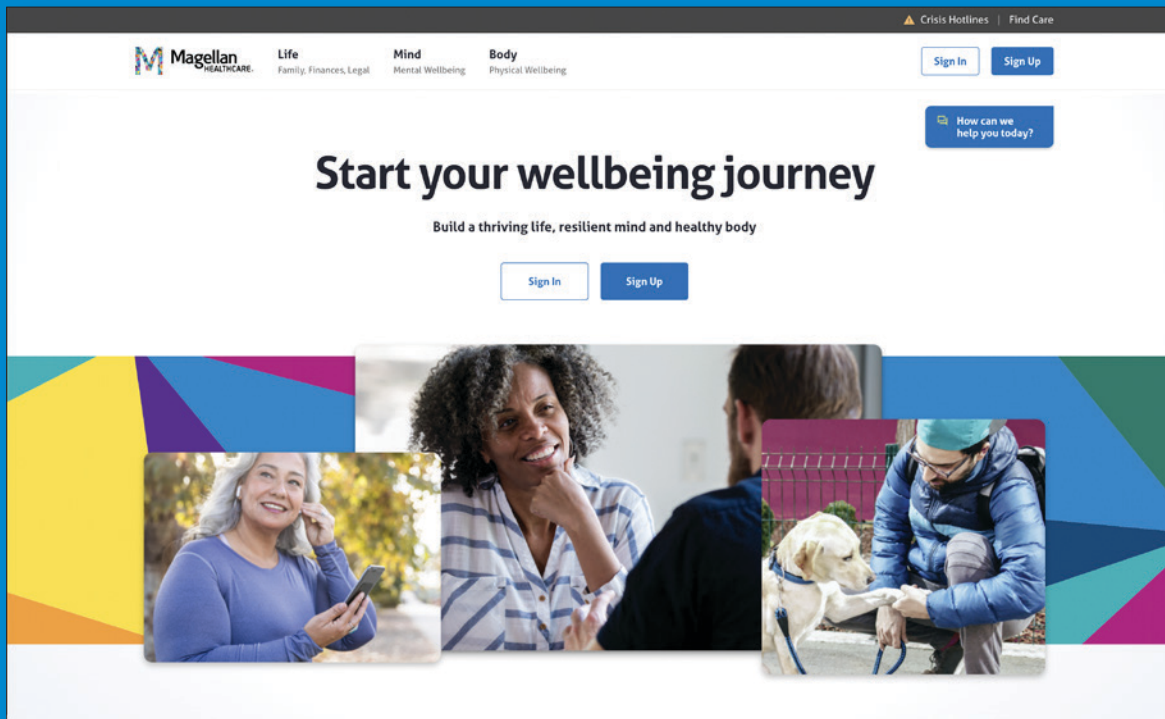 Crisis Hotlines | Find Care
Magellan
HEALTHCARE.
Life
Family, Finances, Legal
Mind
Mental Wellbeing
Body
Physical Wellbeing
Sign In
Sign Up
How can we
help you today?
Start your wellbeing journey
Build a thriving life, resilient mind and healthy body
Sign In
Sign Up